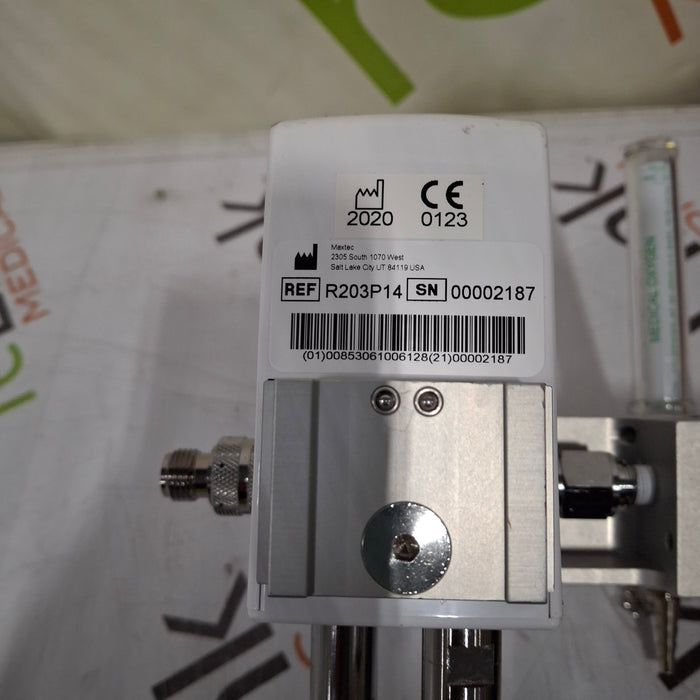 2020 0123
Maxtec
2305 South 1070 West
Salt Lake City UT 84119 USA
REF R203P14 SN 00002187
(01)00853061006128(21)00002187
MEDICAL OXYGEN
MEDICAL